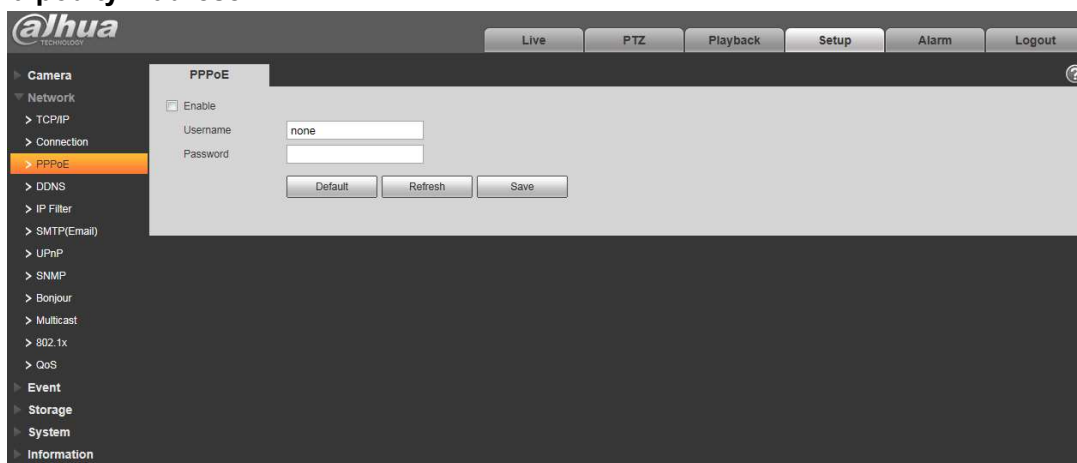 alhua
TECHNOLOGY
Live PTZ Playback Setup Alarm Logout
Camera
Network
> TCP/IP
> Connection
> PPPoE
> DDNS
> IP Filter
> SMTP(Email)
> UPnP
> SNMP
> Bonjour
> Multicast
> 802.1x
> QoS
Event
Storage
System
Information
PPPoE
?
Enable
Username none
Password
Default Refresh Save